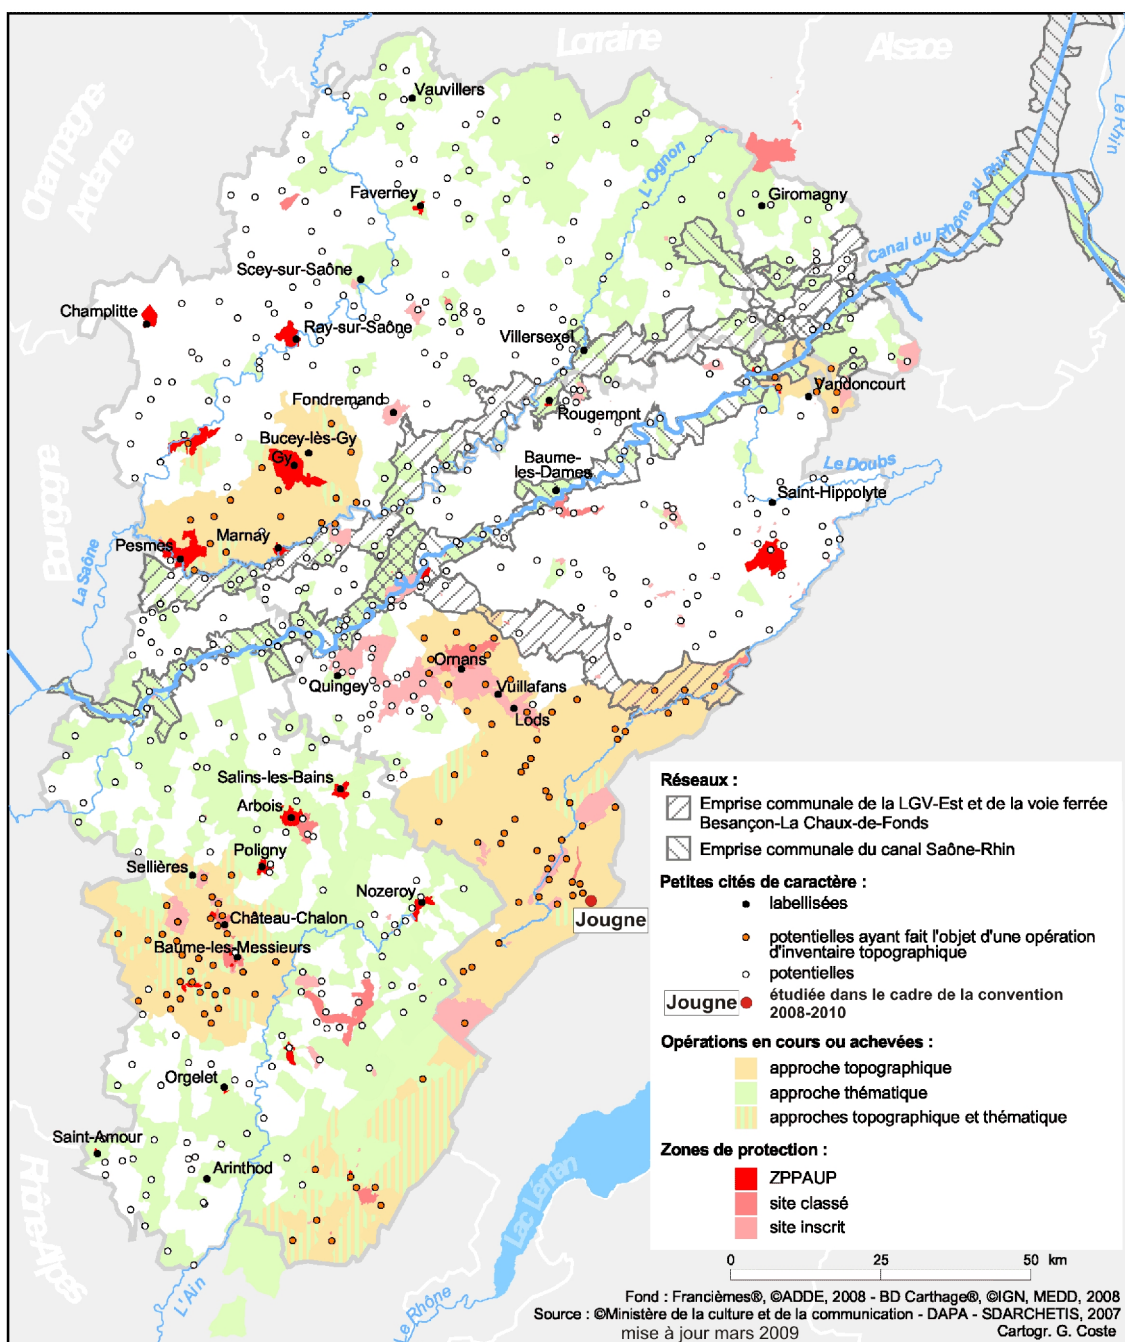 Lorraine
Alsace
Champagne-
Ardenne
Bourgogne
Rhône-Alpes
Le Rhin
Canal du Rhône au Rhin
L'Ognon
Vauvillers
Faverney
Giromagny
Scey-sur-Saône
Champlitte
Ray-sur-Saône
Villersexel
Fondremand
Rougemont
Vandoncourt
Bucey-lès-Gy
Gy
Baume-
les-Dames
Le Doubs
Saint-Hippolyte
Marnay
Pesmes
La Saône
Ornans
Quingey
Vuillafans
Lods
Salins-les-Bains
Arbois
Poligny
Sellières
Nozeroy
Château-Chalon
Jougne
Baume-les-Messieurs
Orgelet
Saint-Amour
Arinthod
L'Ain
Le Rhône
Lac Léman
Réseaux :
Emprise communale de la LGV-Est et de la voie ferrée
Besançon-La Chaux-de-Fonds
Emprise communale du canal Saône-Rhin
Petites cités de caractère :
labellisées
potentielles ayant fait l'objet d'une opération
d'inventaire topographique
potentielles
Jougne étudiée dans le cadre de la convention
2008-2010
Opérations en cours ou achevées :
approche topographique
approche thématique
approches topographique et thématique
Zones de protection :
ZPPAUP
site classé
site inscrit
0 25 50 km
Fond : Francièmes®, ©ADDE, 2008 - BD Carthage®, ©IGN, MEDD, 2008
Source : ©Ministère de la culture et de la communication - DAPA - SDARCHETIS, 2007
mise à jour mars 2009 Cartogr. G. Coste